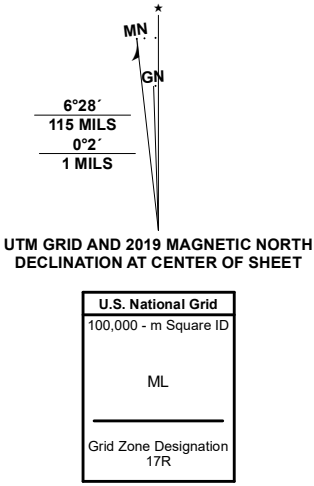 MN
GN
6°28´
115 MILS
0°2´
1 MILS
UTM GRID AND 2019 MAGNETIC NORTH
DECLINATION AT CENTER OF SHEET
U.S. National Grid
100,000 - m Square ID
ML
Grid Zone Designation
17R